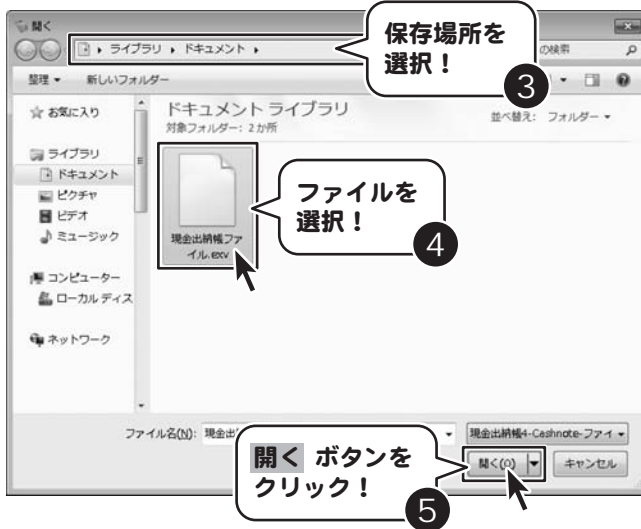 開く
ライブラリ ▸ ドキュメント ▸
の検索
保存場所を
選択！
3
整理 ▾ 新しいフォルダー
お気に入り
ライブラリ
ドキュメント
ピクチャ
ビデオ
ミュージック
コンピューター
ローカル ディス
ネットワーク
ドキュメント ライブラリ
対象フォルダー: 2か所
並べ替え: フォルダー ▾
現金出納帳ファ
イル.exv
ファイルを
選択！
4
ファイル名(N): 現金出
現金出納帳4-Cashnote-ファイ
開く(O)
キャンセル
開く ボタンを
クリック！
5